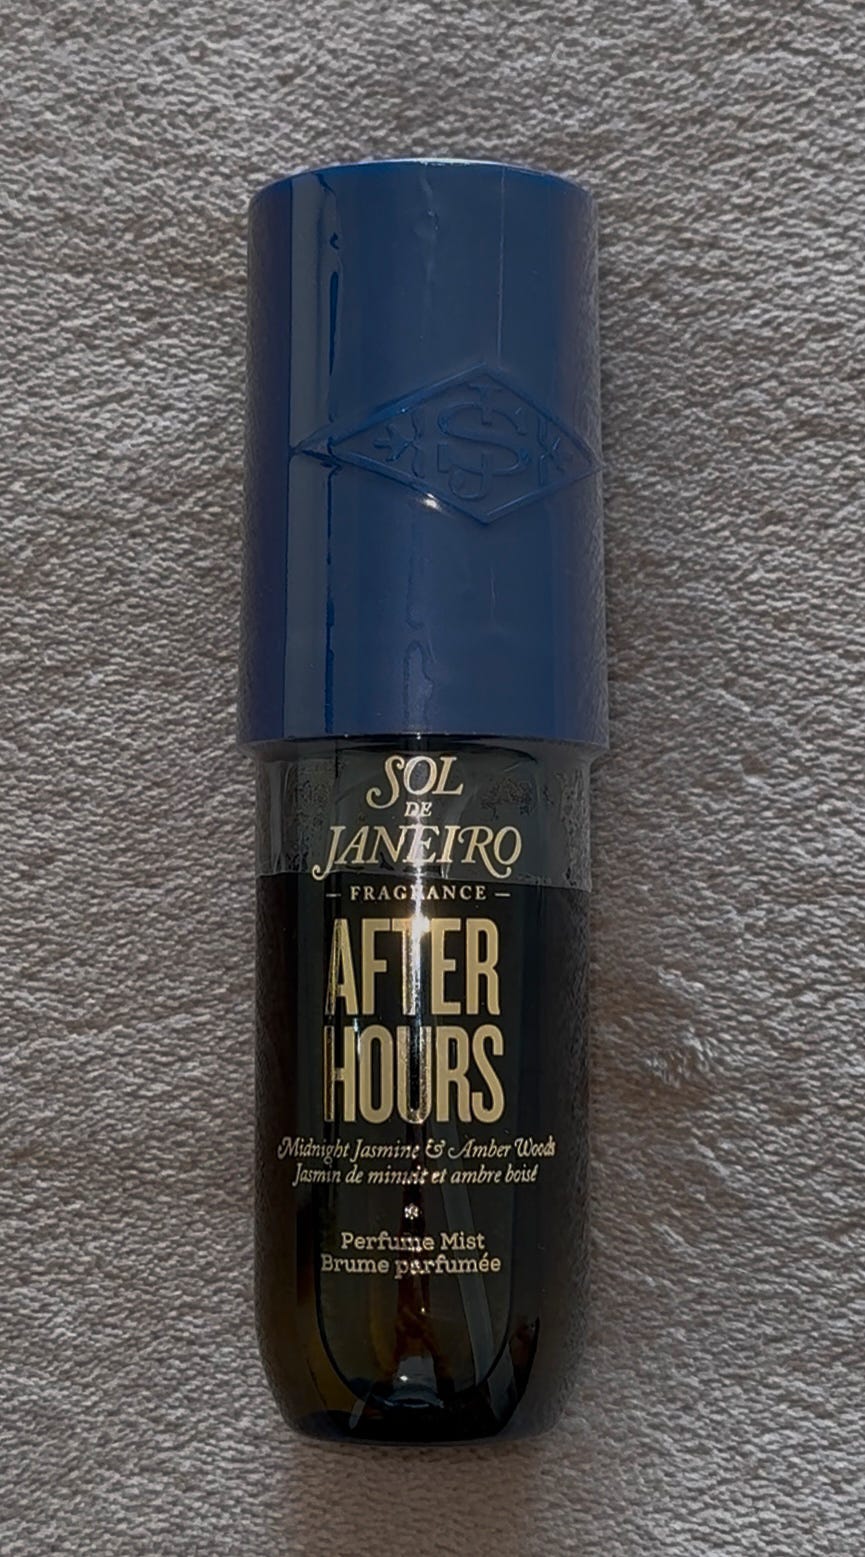 SOL
DE
JANEIRO
— FRAGRANCE —
AFTER
HOURS
Midnight Jasmine & Amber Woods
Jasmin de minuit et ambre boisé
Perfume Mist
Brume parfumée